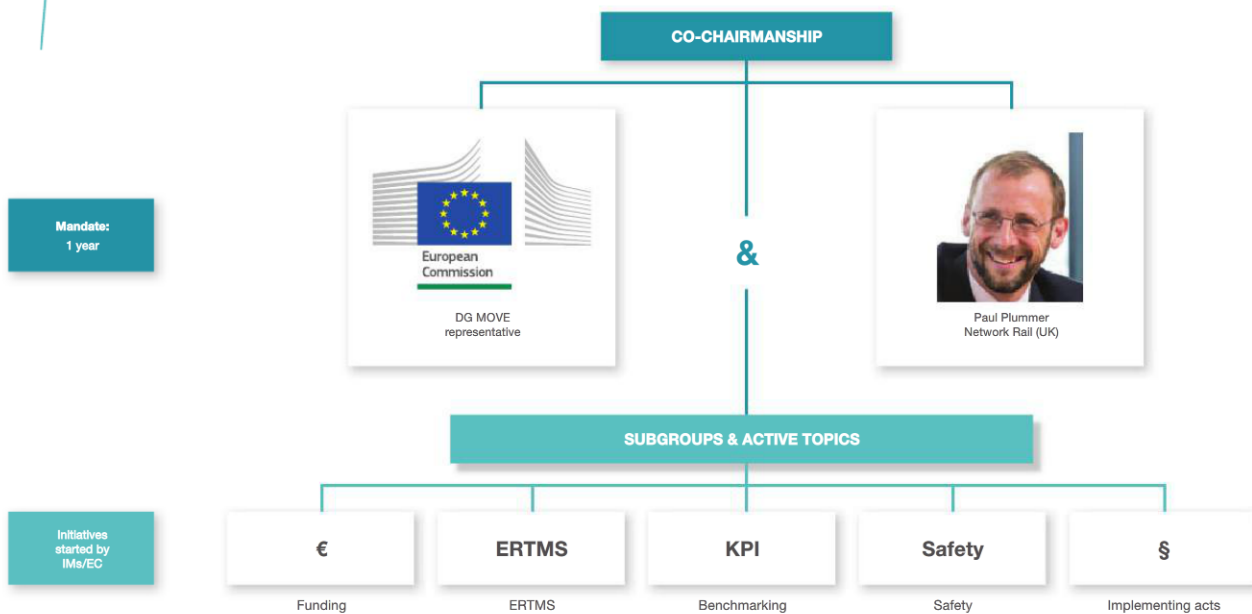 CO-CHAIRMANSHIP
Mandate:
1 year
European
Commission
DG MOVE
representative
&
Paul Plummer
Network Rail (UK)
SUBGROUPS & ACTIVE TOPICS
Initiatives
started by
IMs/EC
€
ERTMS
KPI
Safety
§
Funding
ERTMS
Benchmarking
Safety
Implementing acts